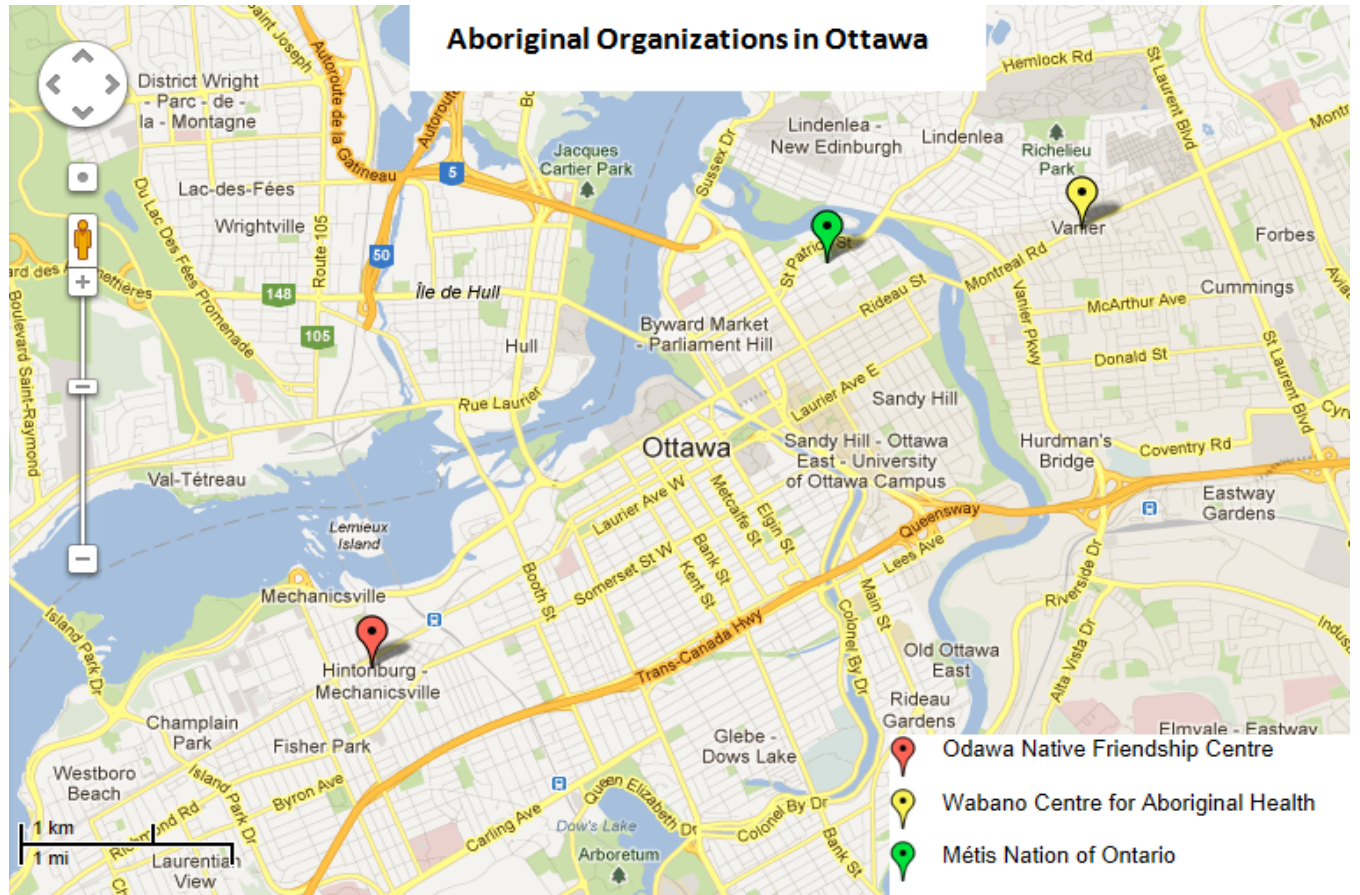 Aboriginal Organizations in Ottawa
Saint Joseph
Autoroute de la Gatineau
Autoroute
Hemlock Rd
St Laurent Blvd
District Wright
- Parc - de -
la - Montagne
Lindenlea -
New Edinburgh
Lindenlea
Richelieu
Park
Jacques
Cartier Park
Sussex Dr
5
Lac-des-Fées
Wrightville
Route 105
Du Lac Des Fées Promenade
50
St Patrick St
Vanier
Forbes
Montreal Rd
Rideau St
Vanier Pkwy
McArthur Ave
Cummings
148
Île de Hull
105
Boulevard Saint-Raymond
Hull
Byward Market
- Parliament Hill
Donald St
St Laurent Blvd
Rue Laurier
Laurier Ave E
Sandy Hill
Ottawa
Sandy Hill - Ottawa
East - University
of Ottawa Campus
Hurdman's
Bridge
Coventry Rd
Val-Tétreau
Laurier Ave W
Metcalfe St
Elgin St
Queensway
Eastway
Gardens
Lemieux
Island
Bank St
Kent St
Somerset St W
Booth St
Lees Ave
Main St
Riverside Dr
Mechanicsville
Island Park Dr
Trans-Canada Hwy
Colonel By Dr
Old Ottawa
East
Alta Vista Dr
Hintonburg -
Mechanicsville
Rideau
Gardens
Champlain
Park
Fisher Park
Glebe -
Dows Lake
Elmvale - Eastway
Westboro
Beach
Island Park Dr
Byron Ave
Carling Ave
Queen Elizabeth Dr
Colonel By Dr
Bank St
Dow's Lake
Arboretum
Laurentian
View
1 km
1 mi
Odawa Native Friendship Centre
Wabano Centre for Aboriginal Health
Métis Nation of Ontario